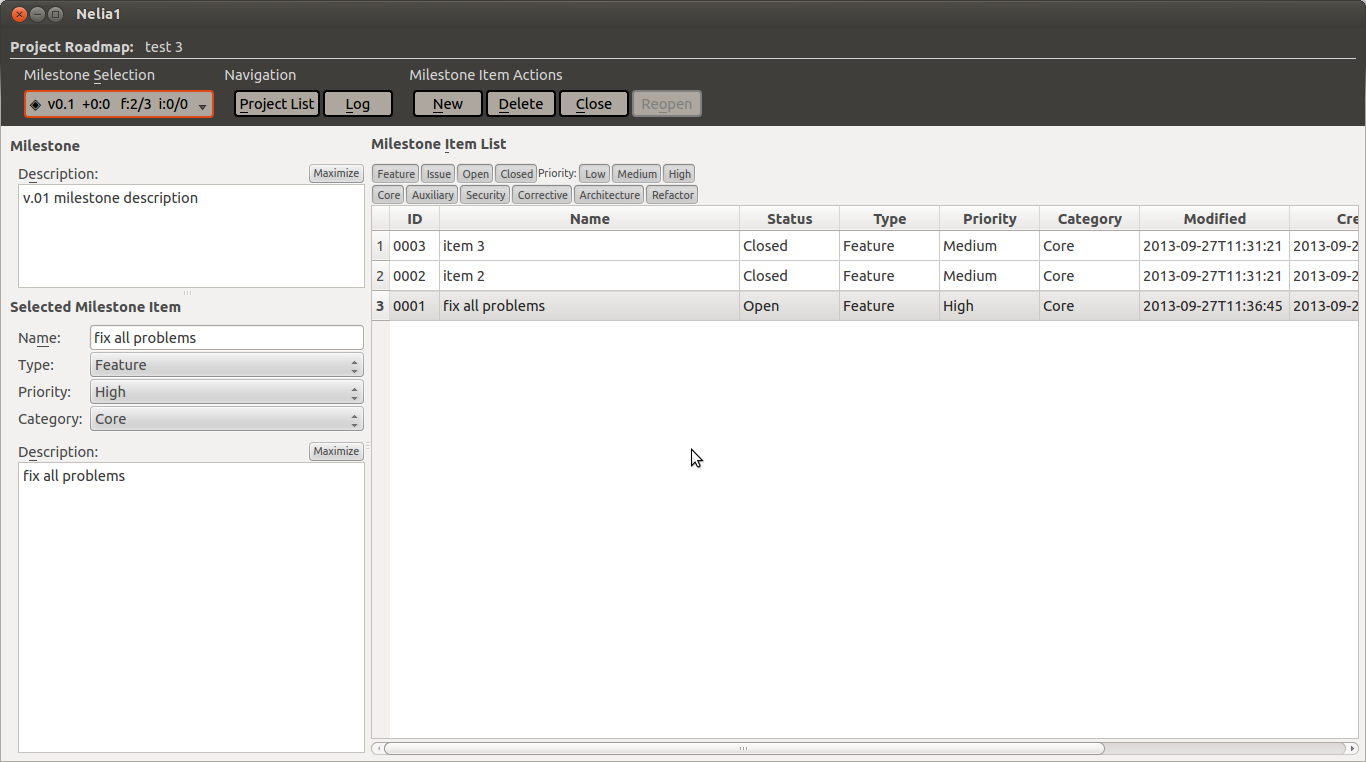 Nelia1
Project Roadmap: test 3
Milestone Selection Navigation Milestone Item Actions
◈ v0.1 +0:0 f:2/3 i:0/0 Project List Log New Delete Close Reopen
Milestone
Description: Maximize
v.01 milestone description
Selected Milestone Item
Name: fix all problems
Type: Feature
Priority: High
Category: Core
Description: Maximize
fix all problems
Milestone Item List
Feature Issue Open Closed Priority: Low Medium High
Core Auxiliary Security Corrective Architecture Refactor
ID Name Status Type Priority Category Modified Cre
1 0003 item 3 Closed Feature Medium Core 2013-09-27T11:31:21 2013-09-2
2 0002 item 2 Closed Feature Medium Core 2013-09-27T11:31:21 2013-09-2
3 0001 fix all problems Open Feature High Core 2013-09-27T11:36:45 2013-09-2